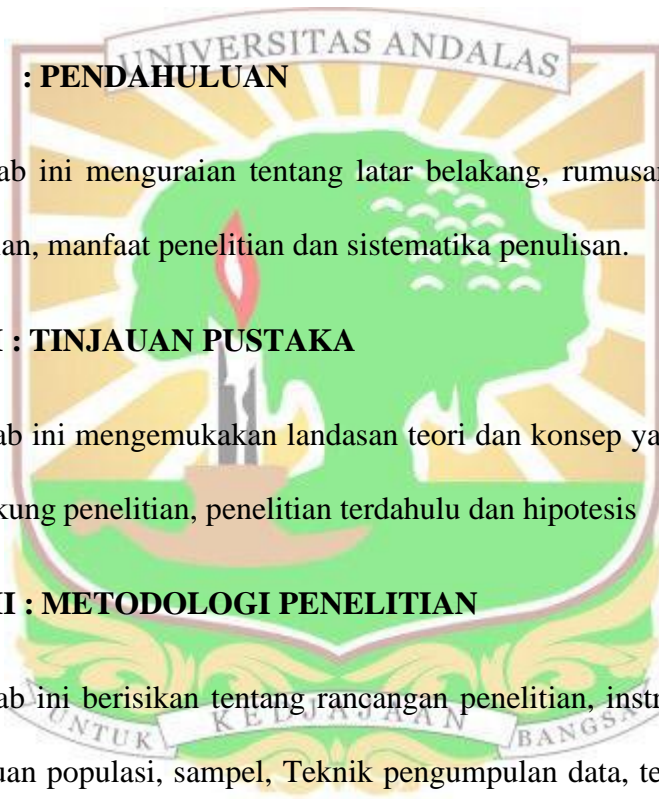 UNIVERSITAS ANDALAS
: PENDAHULUAN
ab ini menguraian tentang latar belakang, rumusan
an, manfaat penelitian dan sistematika penulisan.
I : TINJAUAN PUSTAKA
ab ini mengemukakan landasan teori dan konsep ya
kung penelitian, penelitian terdahulu dan hipotesis
II : METODOLOGI PENELITIAN
ab ini berisikan tentang rancangan penelitian, instr
UNTUK KEDJAJAAN BANGSA
uan populasi, sampel, Teknik pengumpulan data, te